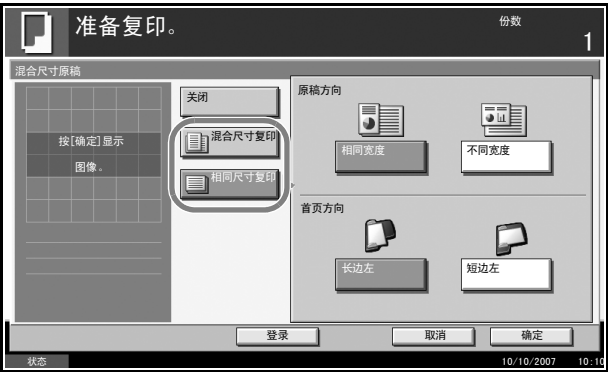 准备复印。
份数
1
混合尺寸原稿
按[确定]显示
图像。
关闭
混合尺寸复印
相同尺寸复印
原稿方向
相同宽度
不同宽度
首页方向
长边左
短边左
登录
取消
确定
状态
10/10/2007 10:10